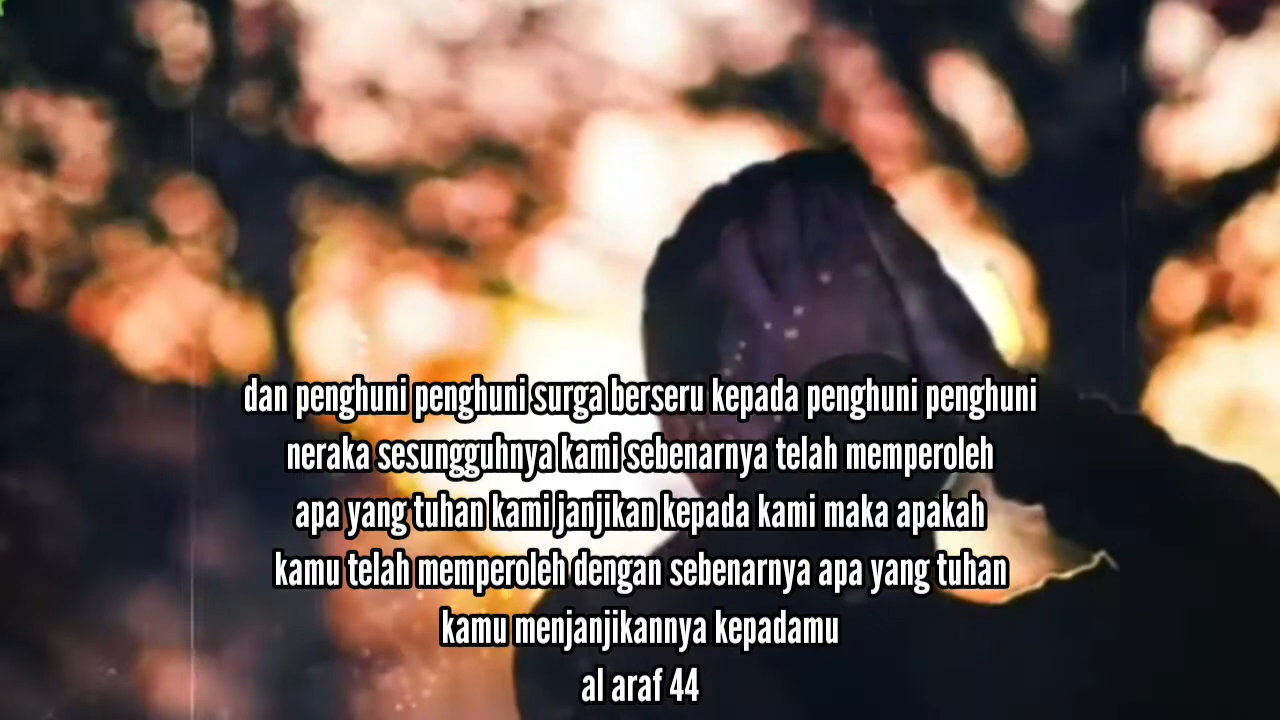 dan penghuni penghuni surga berseru kepada penghuni penghuni
neraka sesungguhnya kami sebenarnya telah memperoleh
apa yang tuhan kami janjikan kepada kami maka apakah
kamu telah memperoleh dengan sebenarnya apa yang tuhan
kamu menjanjikannya kepadamu
al araf 44